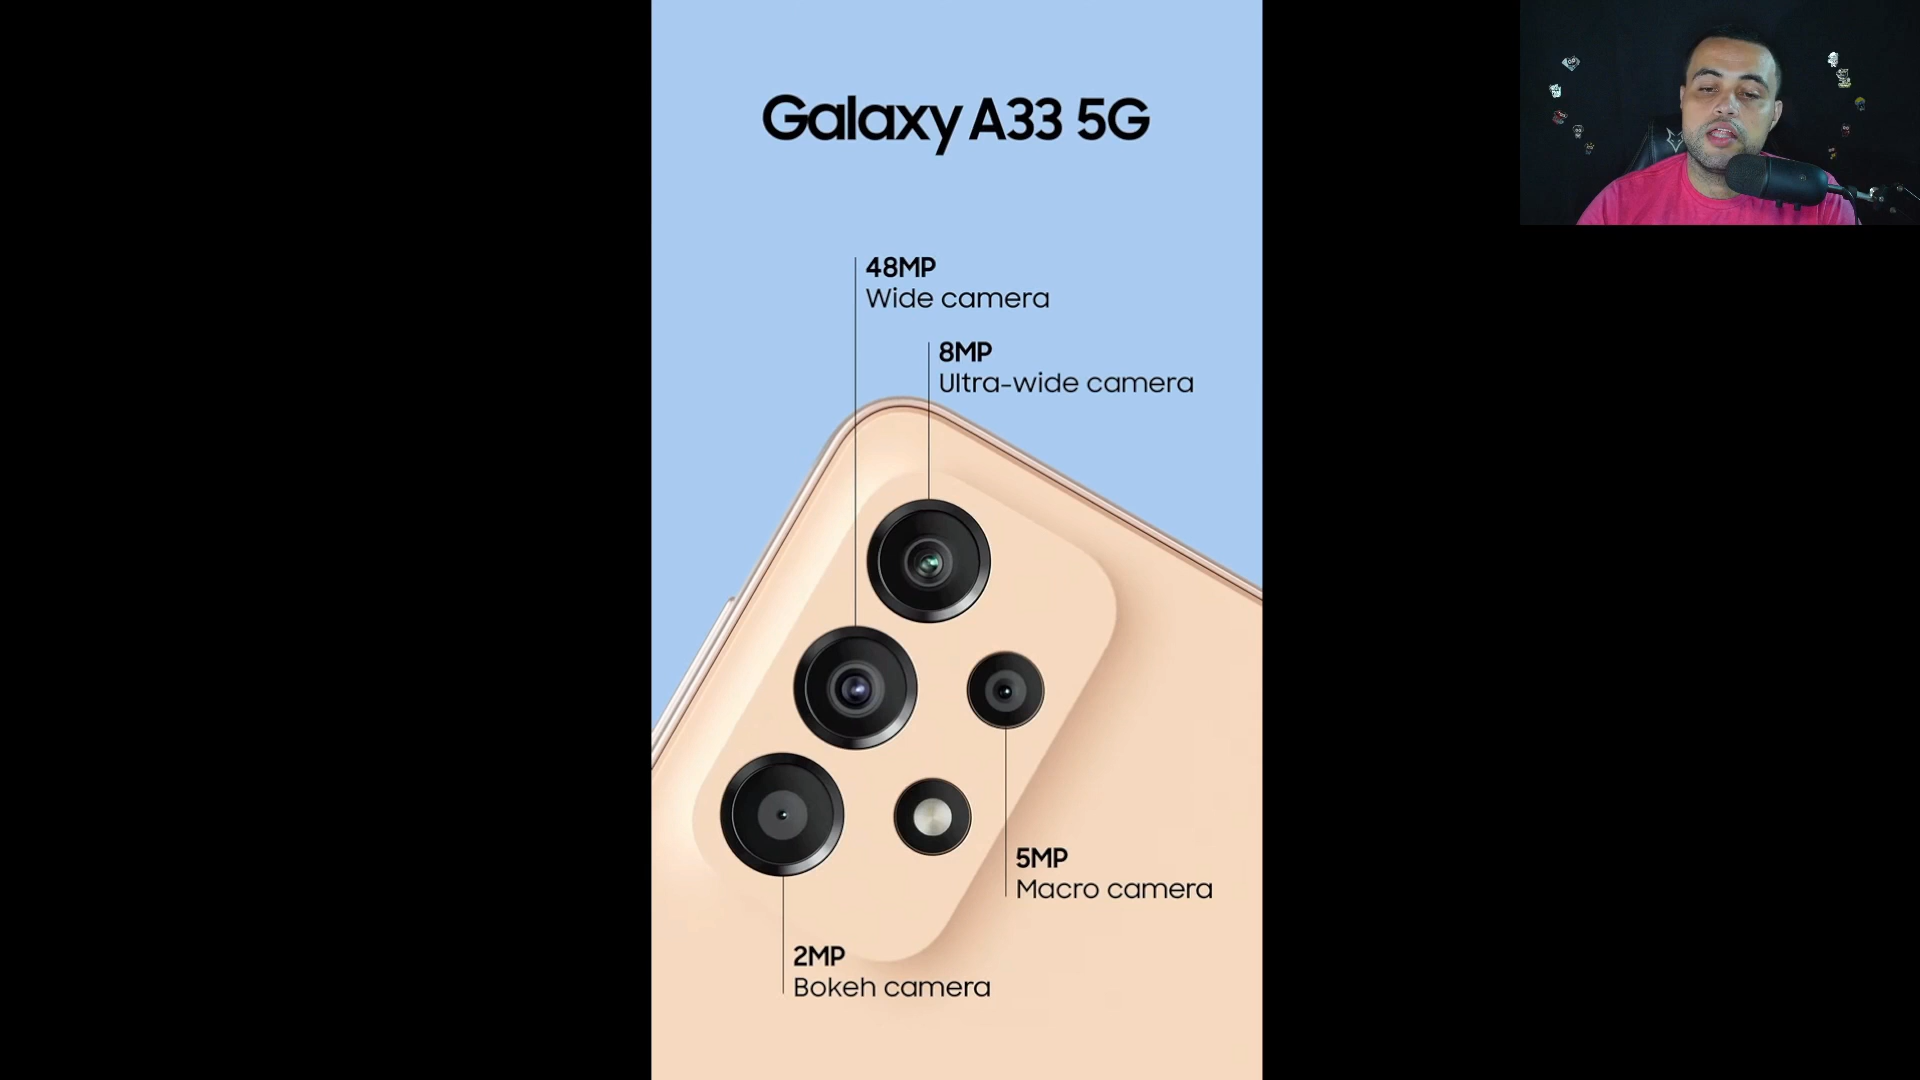 Galaxy A33 5G
48MP
Wide camera
8MP
Ultra-wide camera
5MP
Macro camera
2MP
Bokeh camera